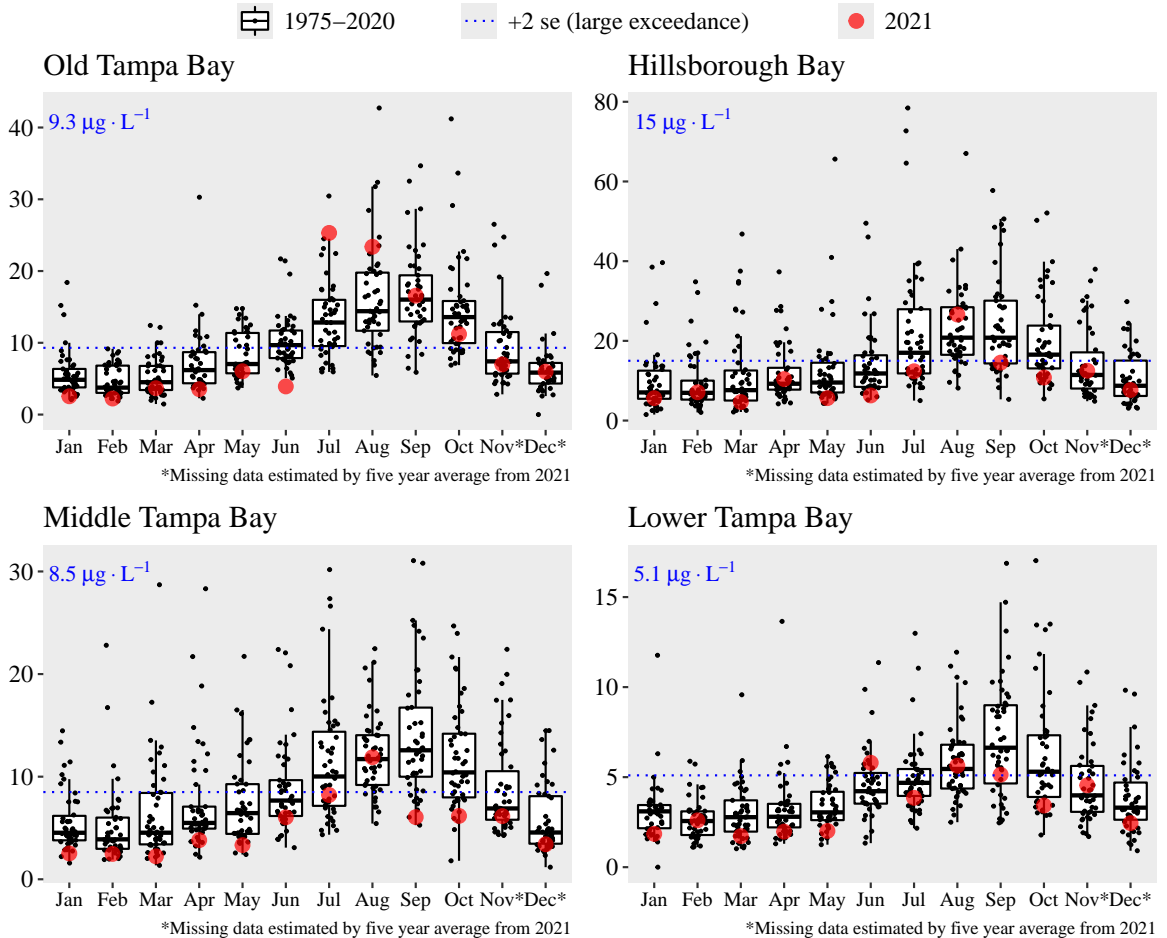 1975−2020 +2 se (large exceedance) 2021
Old Tampa Bay
9.3 μg · L⁻¹
40
30
20
10
0
Jan Feb Mar Apr May Jun Jul Aug Sep Oct Nov* Dec*
*Missing data estimated by five year average from 2021
Hillsborough Bay
15 μg · L⁻¹
80
60
40
20
0
Jan Feb Mar Apr May Jun Jul Aug Sep Oct Nov* Dec*
*Missing data estimated by five year average from 2021
Middle Tampa Bay
8.5 μg · L⁻¹
30
20
10
0
Jan Feb Mar Apr May Jun Jul Aug Sep Oct Nov* Dec*
*Missing data estimated by five year average from 2021
Lower Tampa Bay
5.1 μg · L⁻¹
15
10
5
0
Jan Feb Mar Apr May Jun Jul Aug Sep Oct Nov* Dec*
*Missing data estimated by five year average from 2021